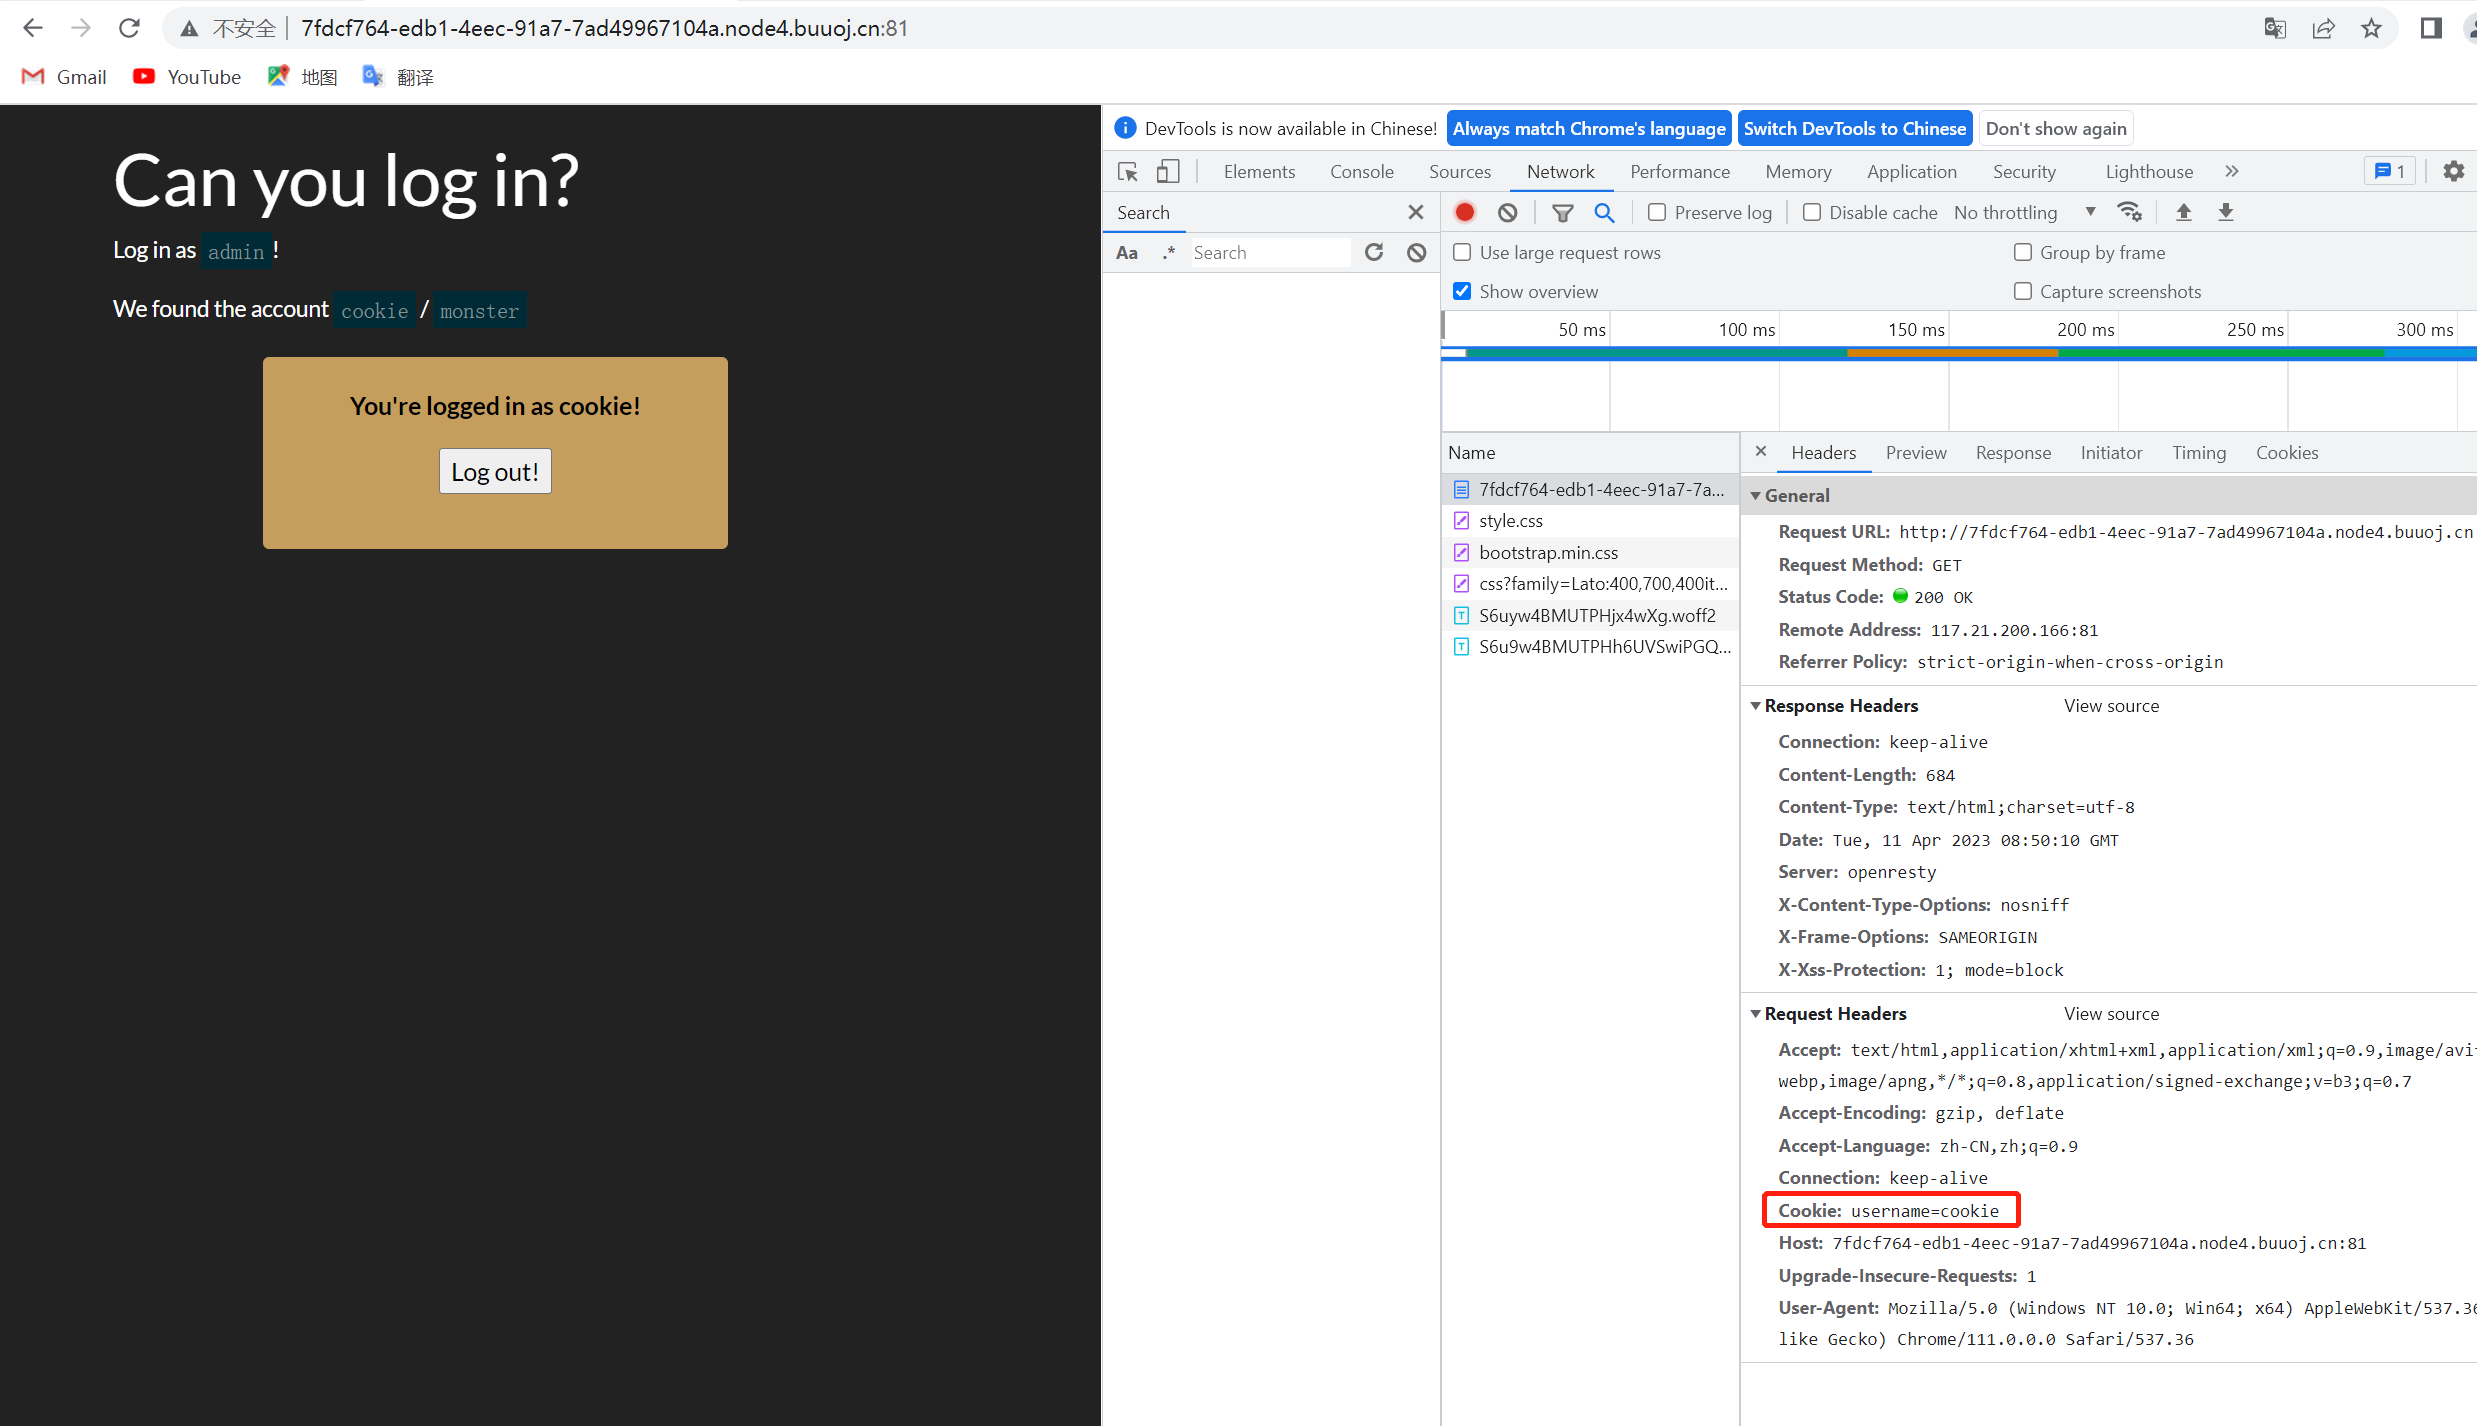 不安全 7fdcf764-edb1-4eec-91a7-7ad49967104a.node4.buuoj.cn:81
Gmail YouTube 地图 翻译
Can you log in?
Log in as admin !
We found the account cookie / monster
You're logged in as cookie!
Log out!
DevTools is now available in Chinese! Always match Chrome's language Switch DevTools to Chinese Don't show again
Elements Console Sources Network Performance Memory Application Security Lighthouse 1
Search
Aa .* Search
Preserve log Disable cache No throttling
Use large request rows Group by frame
Show overview Capture screenshots
50 ms 100 ms 150 ms 200 ms 250 ms 300 ms
Name
7fdcf764-edb1-4eec-91a7-7a...
style.css
bootstrap.min.css
css?family=Lato:400,700,400it...
S6uyw4BMUTPHjx4wXg.woff2
S6u9w4BMUTPHh6UVSwiPGQ...
Headers Preview Response Initiator Timing Cookies
General
Request URL: http://7fdcf764-edb1-4eec-91a7-7ad49967104a.node4.buuoj.cn
Request Method: GET
Status Code: 200 OK
Remote Address: 117.21.200.166:81
Referrer Policy: strict-origin-when-cross-origin
Response Headers View source
Connection: keep-alive
Content-Length: 684
Content-Type: text/html;charset=utf-8
Date: Tue, 11 Apr 2023 08:50:10 GMT
Server: openresty
X-Content-Type-Options: nosniff
X-Frame-Options: SAMEORIGIN
X-Xss-Protection: 1; mode=block
Request Headers View source
Accept: text/html,application/xhtml+xml,application/xml;q=0.9,image/avi
webp,image/apng,*/*;q=0.8,application/signed-exchange;v=b3;q=0.7
Accept-Encoding: gzip, deflate
Accept-Language: zh-CN,zh;q=0.9
Connection: keep-alive
Cookie: username=cookie
Host: 7fdcf764-edb1-4eec-91a7-7ad49967104a.node4.buuoj.cn:81
Upgrade-Insecure-Requests: 1
User-Agent: Mozilla/5.0 (Windows NT 10.0; Win64; x64) AppleWebKit/537.36
like Gecko) Chrome/111.0.0.0 Safari/537.36